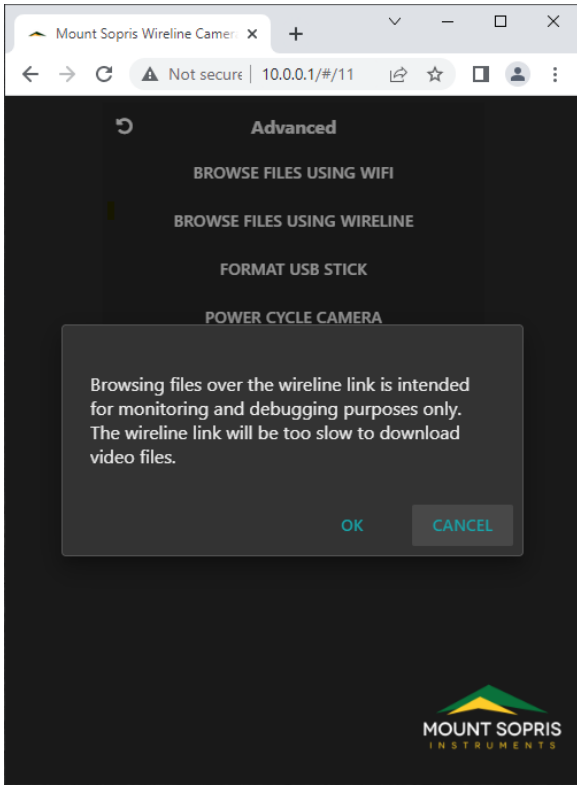 Mount Sopris Wireline Camer
Not secure 10.0.0.1/#/11
Advanced
BROWSE FILES USING WIFI
BROWSE FILES USING WIRELINE
FORMAT USB STICK
POWER CYCLE CAMERA
Browsing files over the wireline link is intended
for monitoring and debugging purposes only.
The wireline link will be too slow to download
video files.
OK CANCEL
MOUNT SOPRIS
INSTRUMENTS